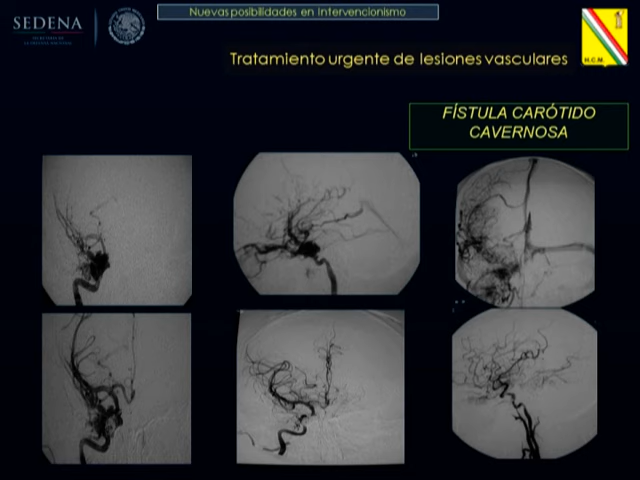 Nuevas posibilidades en Intervencionismo
SEDENA
Tratamiento urgente de lesiones vasculares
H.C.M.
FÍSTULA CARÓTIDO
CAVERNOSA